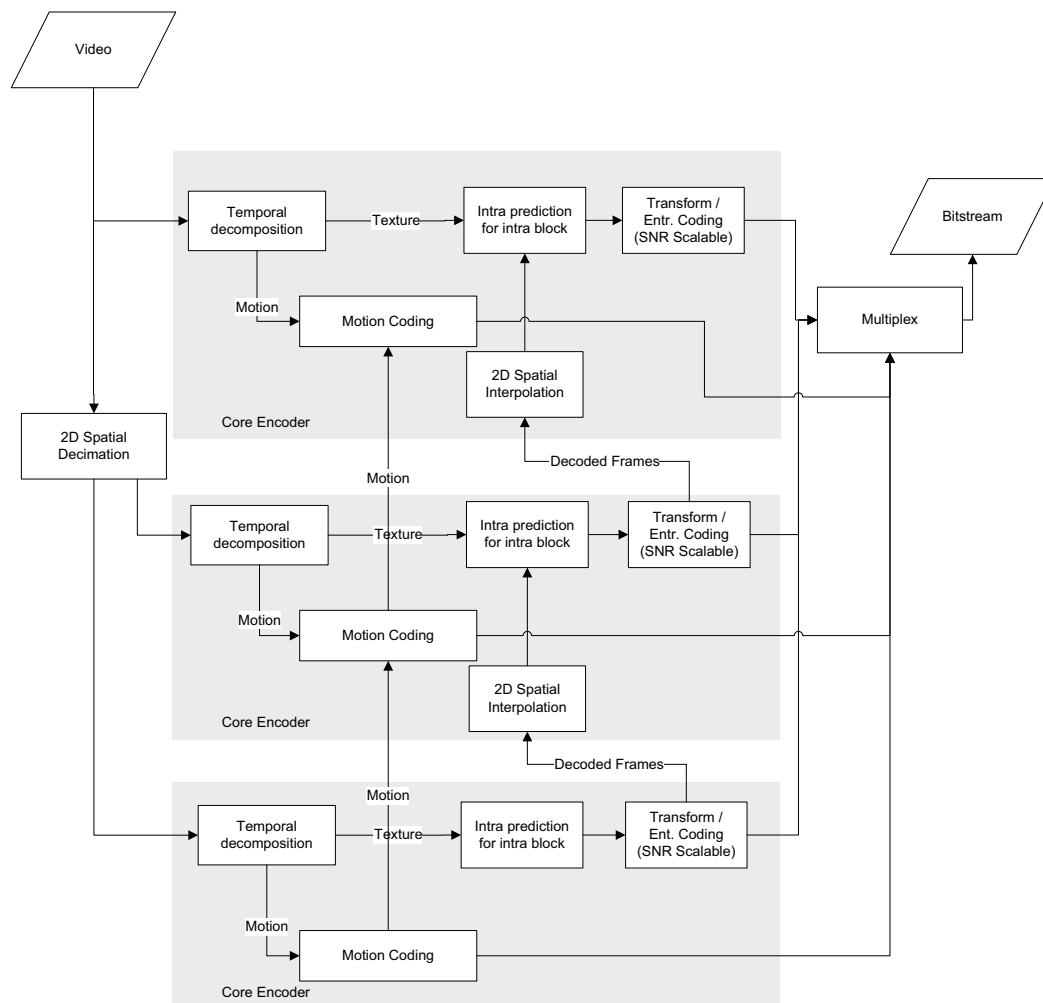 Video
Temporal
decomposition
Texture
Intra prediction
for intra block
Transform /
Entr. Coding
(SNR Scalable)
Bitstream
Motion
Motion Coding
Multiplex
2D Spatial
Interpolation
Core Encoder
2D Spatial
Decimation
Decoded Frames
Motion
Temporal
decomposition
Texture
Intra prediction
for intra block
Transform /
Entr. Coding
(SNR Scalable)
Motion
Motion Coding
2D Spatial
Interpolation
Core Encoder
Decoded Frames
Motion
Temporal
decomposition
Texture
Intra prediction
for intra block
Transform /
Ent. Coding
(SNR Scalable)
Motion
Motion Coding
Core Encoder